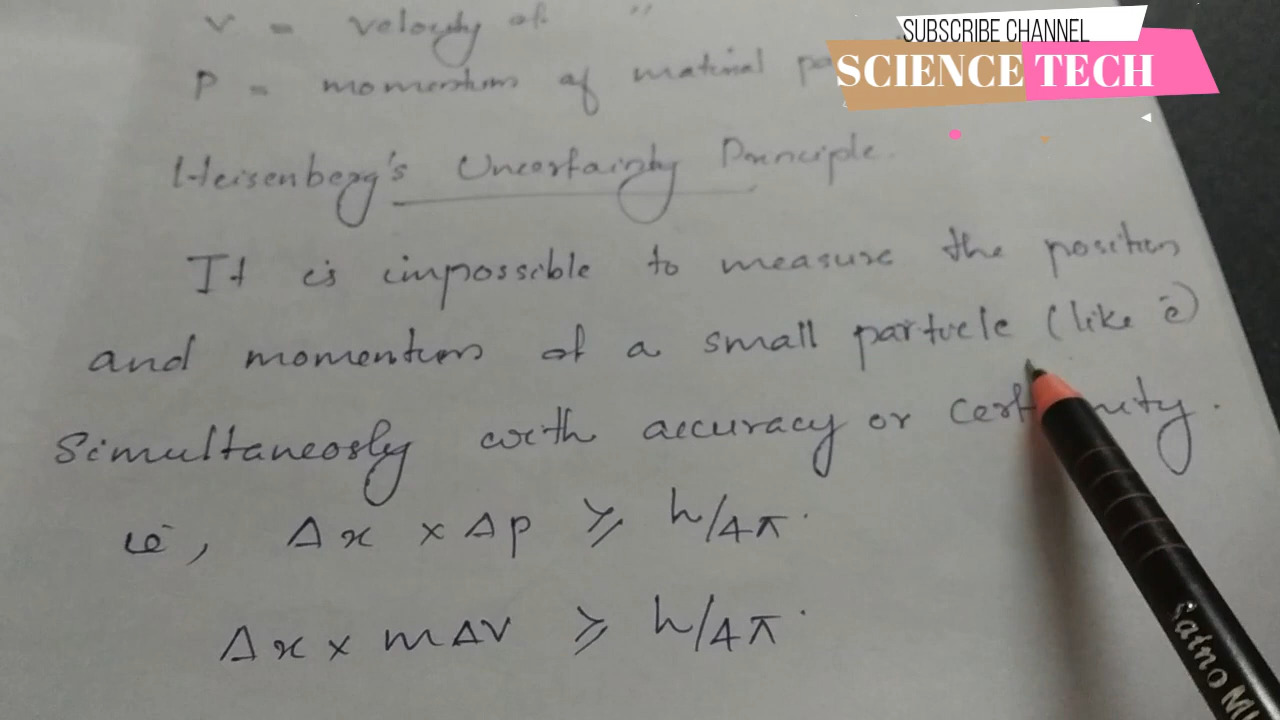 V = velocity of "
P = momentum of material
SUBSCRIBE CHANNEL
SCIENCE TECH
Heisenberg's Uncertainty Principle.
It is impossible to measure the position
and momentum of a small particle (like ē)
Simultaneosly with accuracy or
ie, Δx × Δp ≥ h/4π.
Δx × mΔV ≥ h/4π.